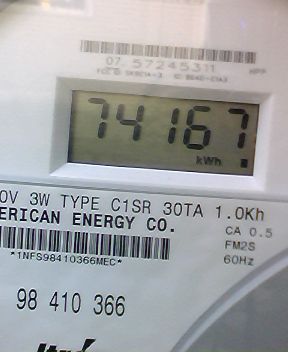 07 57245311
74167
kWh
0V 3W TYPE C1SR 30TA 1.0Kh
ERICAN ENERGY CO.
CA 0.5
FM2S
*1NFS98410366MEC*
60Hz
98 410 366